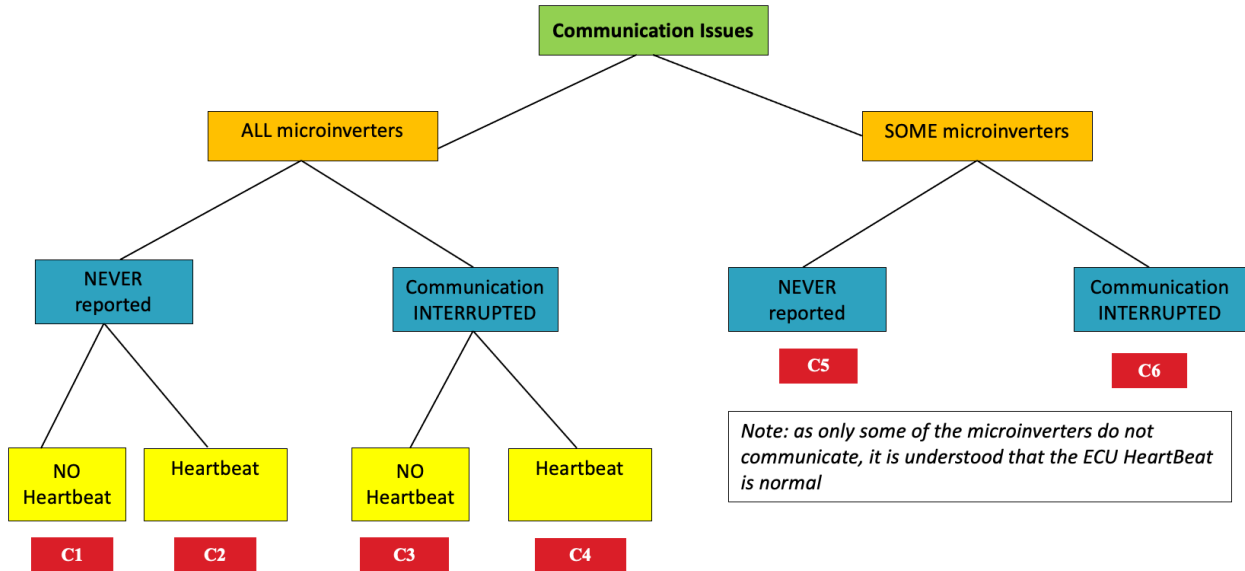 Communication Issues
ALL microinverters
SOME microinverters
NEVER
reported
Communication
INTERRUPTED
NEVER
reported
Communication
INTERRUPTED
C5
C6
Note: as only some of the microinverters do not
communicate, it is understood that the ECU HeartBeat
is normal
NO
Heartbeat
Heartbeat
NO
Heartbeat
Heartbeat
C1
C2
C3
C4